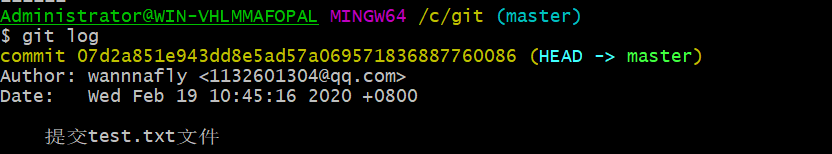 Administrator@WIN-VHLMMAFOPAL MINGW64 /c/git (master)
$ git log
commit 07d2a851e943dd8e5ad57a069571836887760086 (HEAD -> master)
Author: wannnafly <1132601304@qq.com>
Date:   Wed Feb 19 10:45:16 2020 +0800
提交test.txt文件